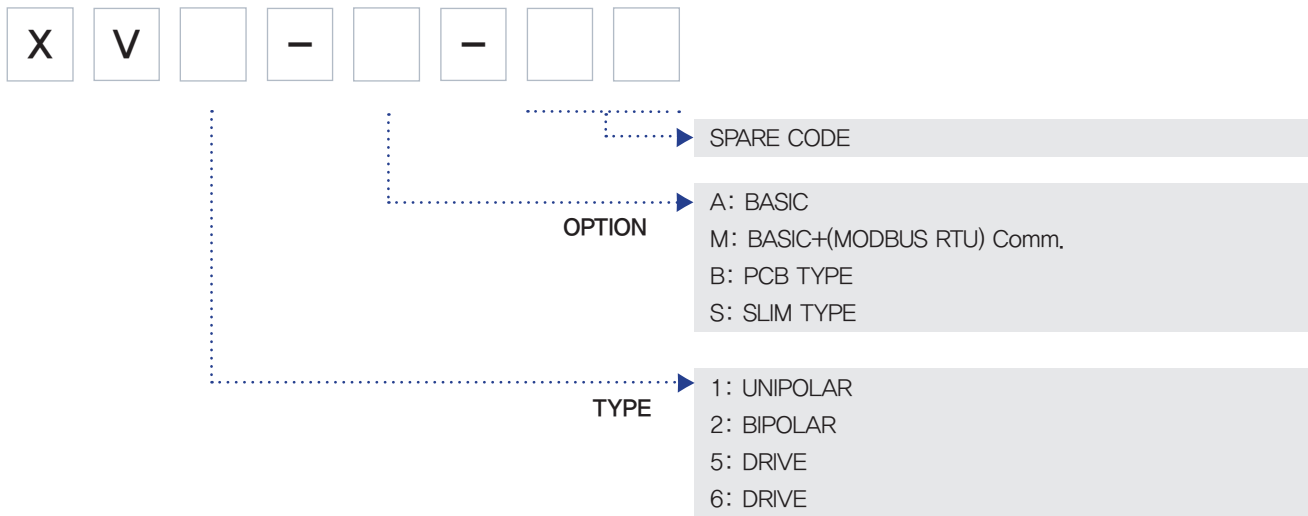 X V – –
SPARE CODE
OPTION
A: BASIC
M: BASIC+(MODBUS RTU) Comm.
B: PCB TYPE
S: SLIM TYPE
TYPE
1: UNIPOLAR
2: BIPOLAR
5: DRIVE
6: DRIVE